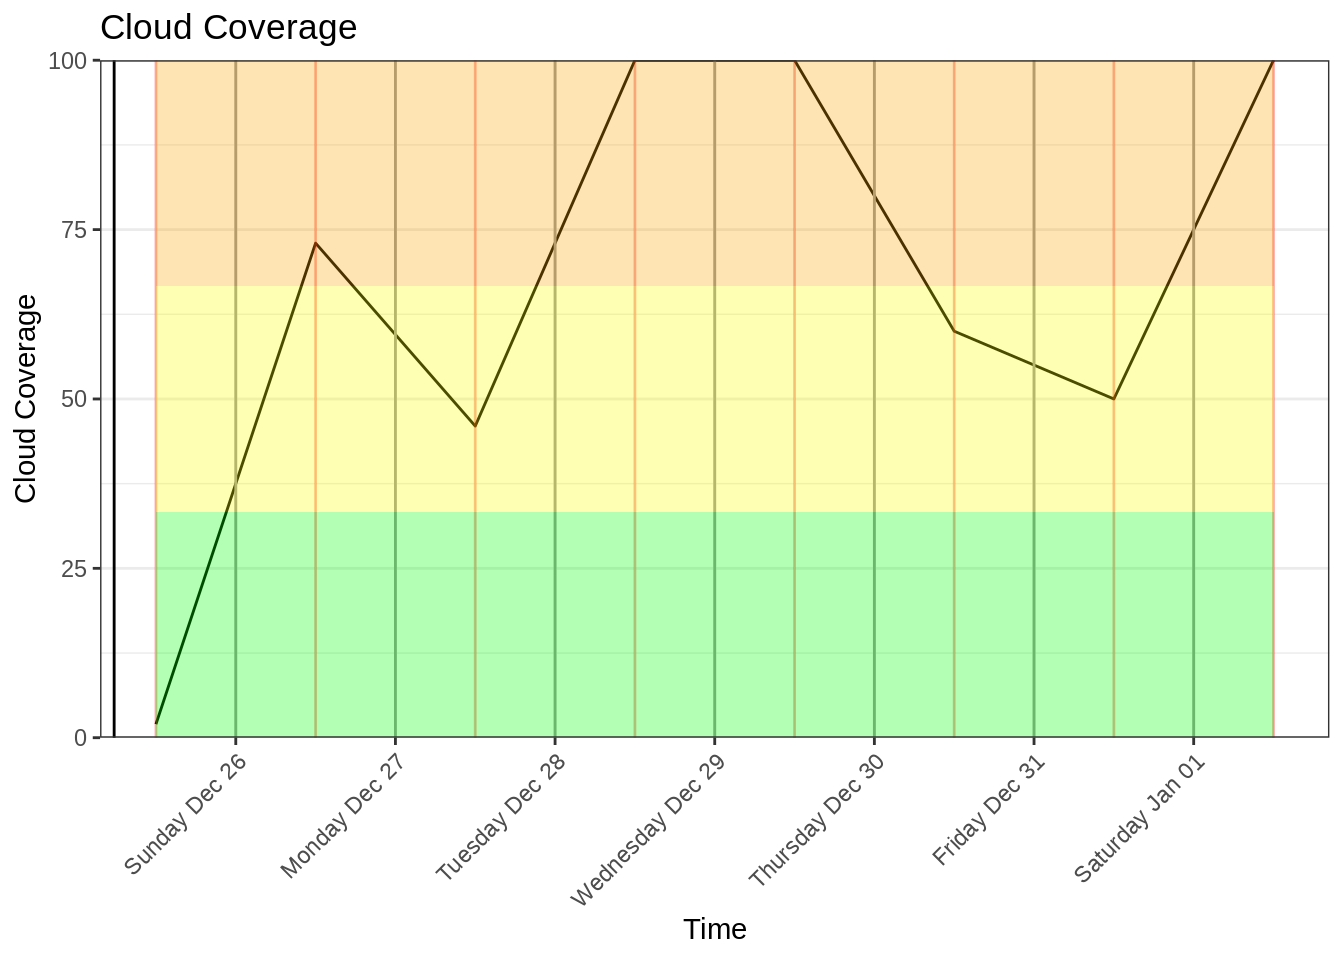 Cloud Coverage
100
75
50
25
0
Cloud Coverage
Sunday Dec 26
Monday Dec 27
Tuesday Dec 28
Wednesday Dec 29
Thursday Dec 30
Friday Dec 31
Saturday Jan 01
Time